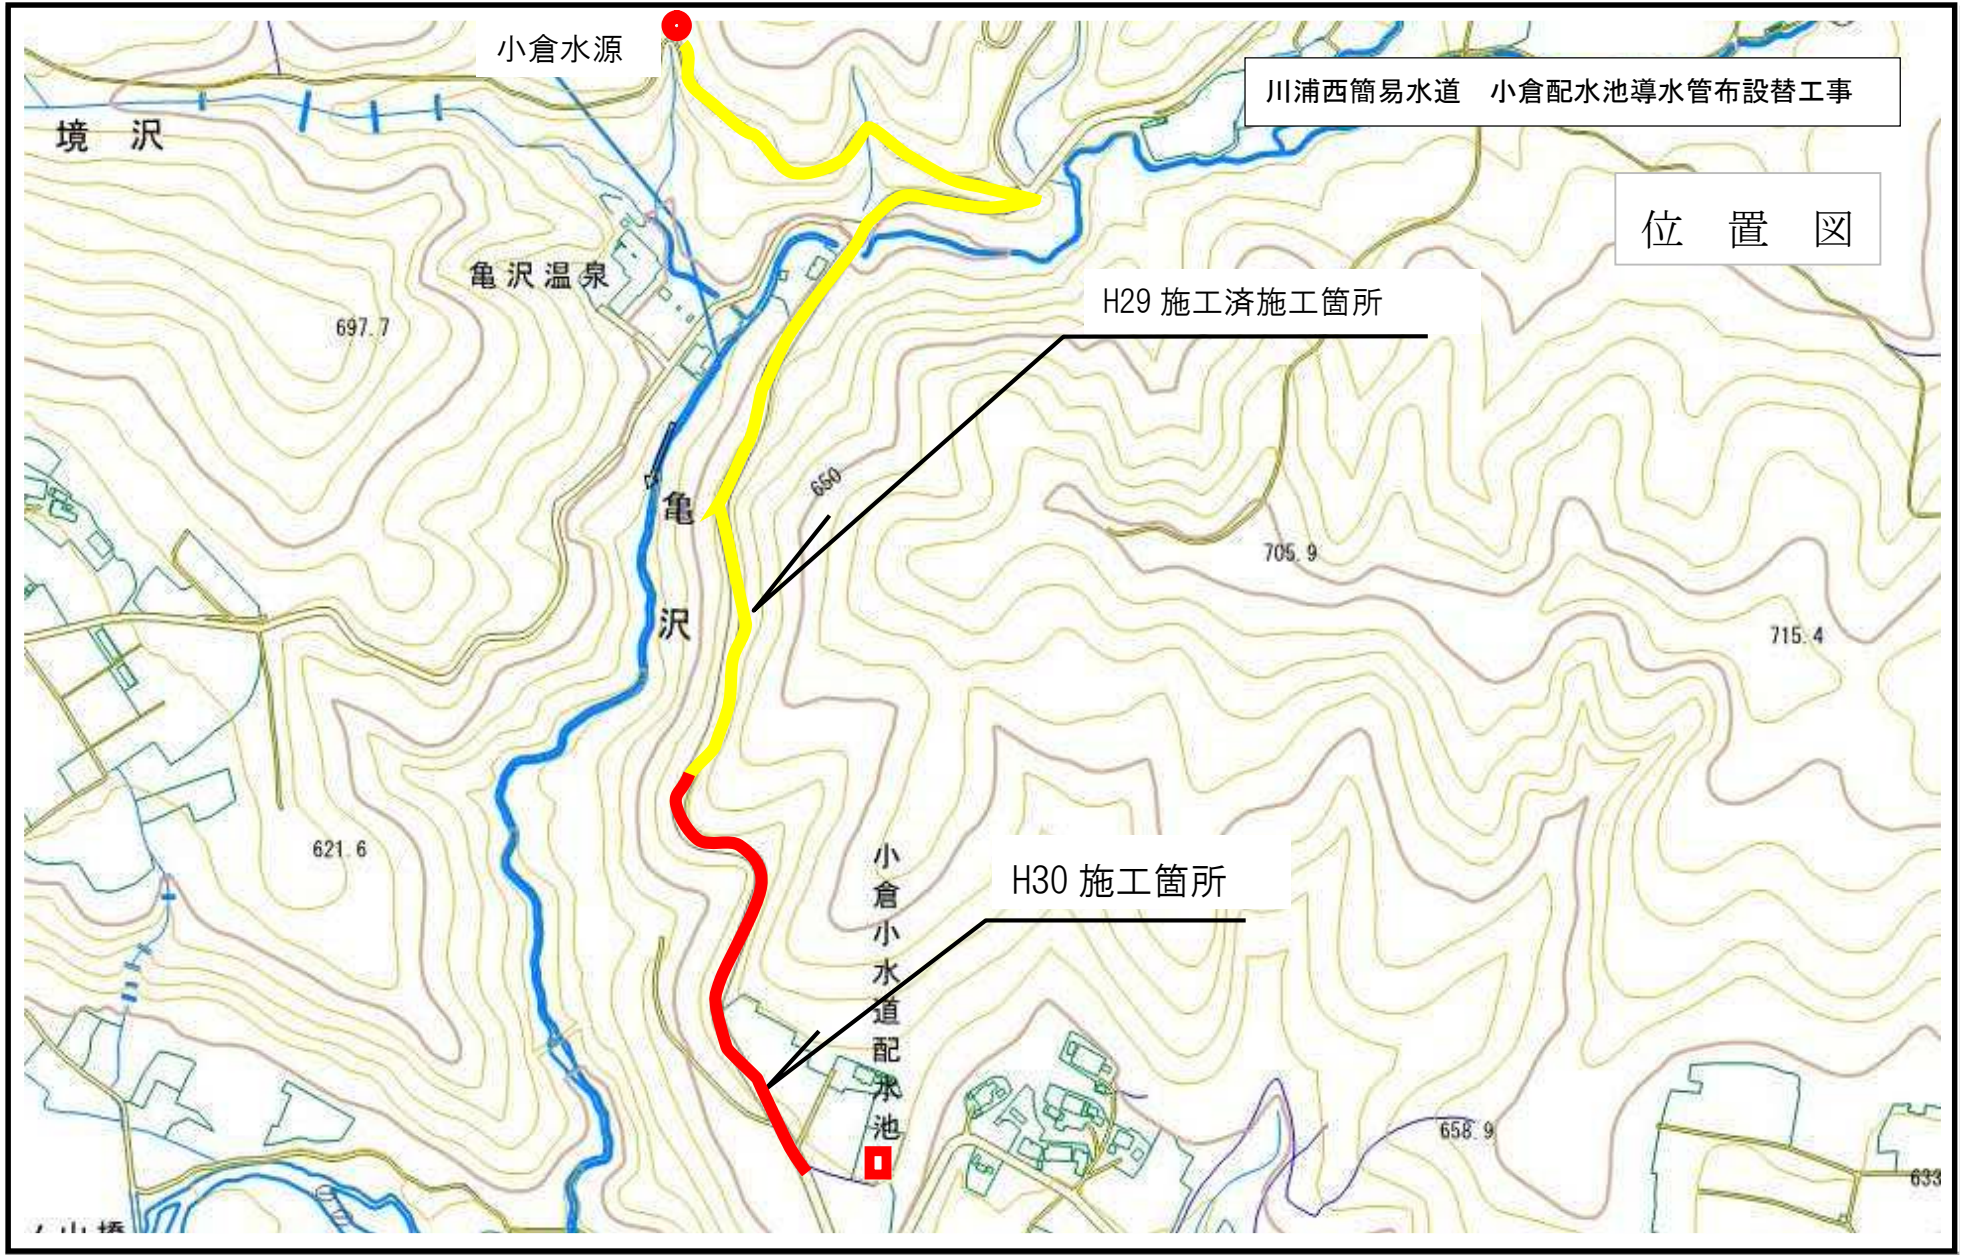 小倉水源
川浦西簡易水道　小倉配水池導水管布設替工事
境 沢
位 置 図
亀沢温泉
H29 施工済施工箇所
697.7
650
亀沢
705.9
715.4
621.6
H30 施工箇所
小倉小水道配水池
658.9
633